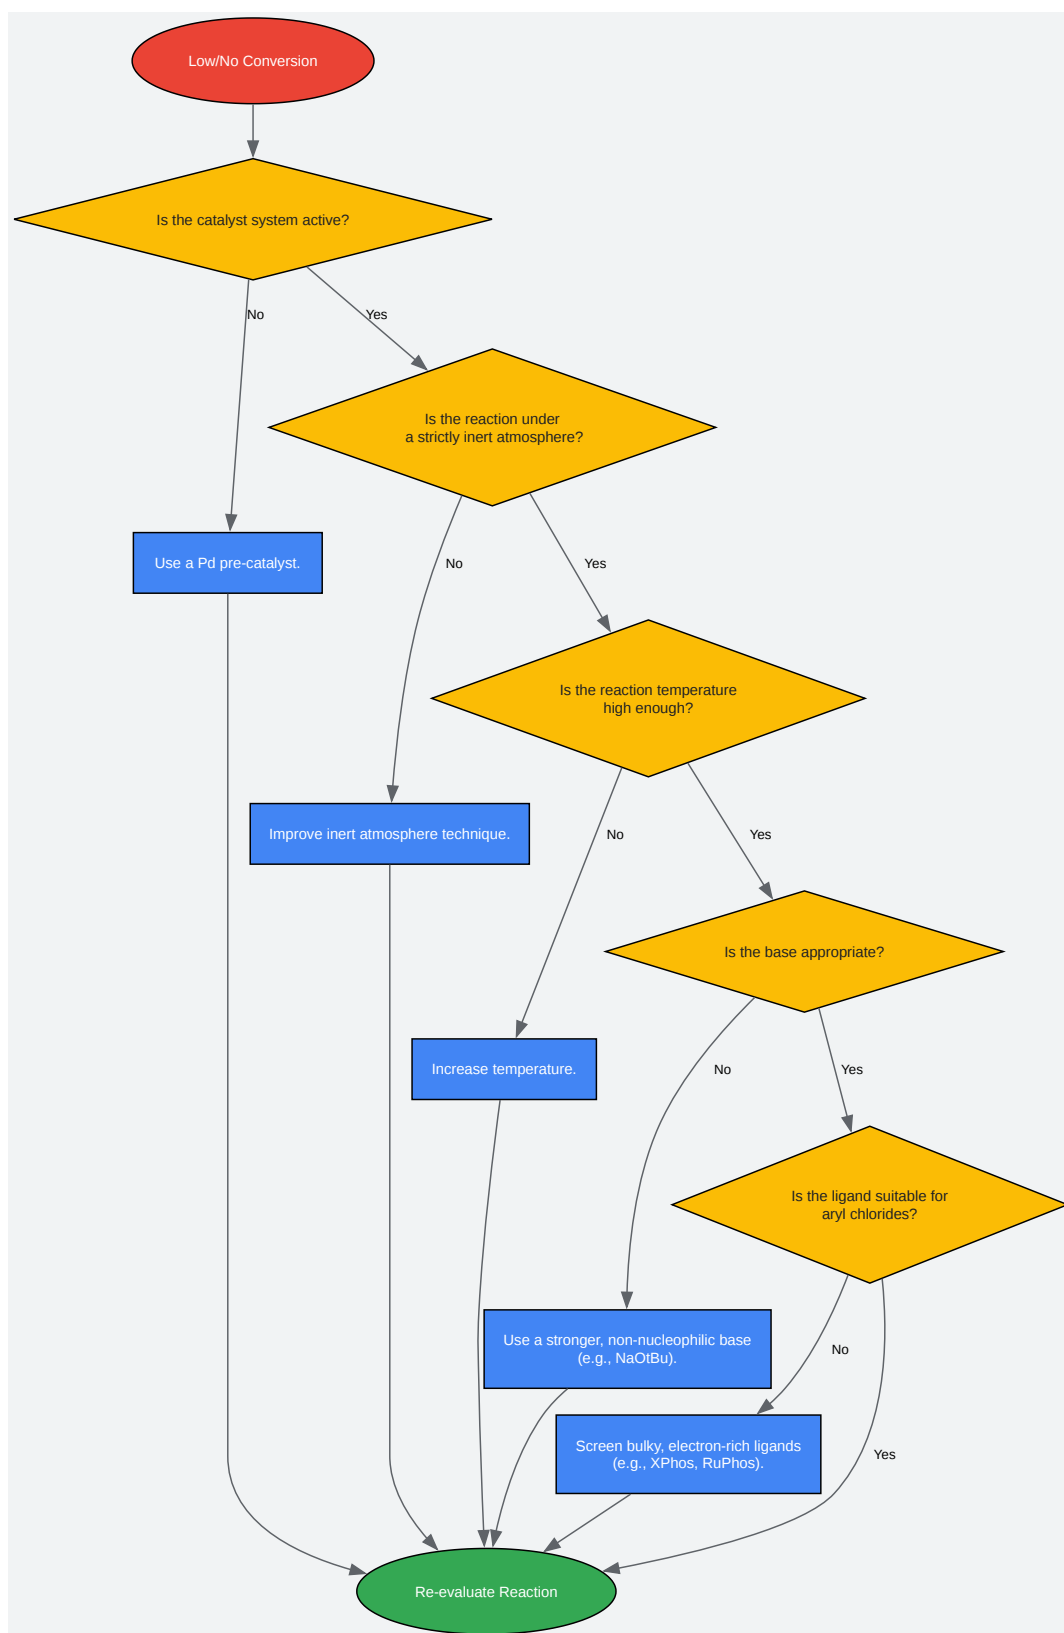 Low/No Conversion
Is the catalyst system active?
No
Yes
Is the reaction under
a strictly inert atmosphere?
Use a Pd pre-catalyst.
No
Yes
Is the reaction temperature
high enough?
Improve inert atmosphere technique.
No
Yes
Is the base appropriate?
Increase temperature.
No
Yes
Is the ligand suitable for
aryl chlorides?
Use a stronger, non-nucleophilic base
(e.g., NaOtBu).
No
Screen bulky, electron-rich ligands
(e.g., XPhos, RuPhos).
Yes
Re-evaluate Reaction